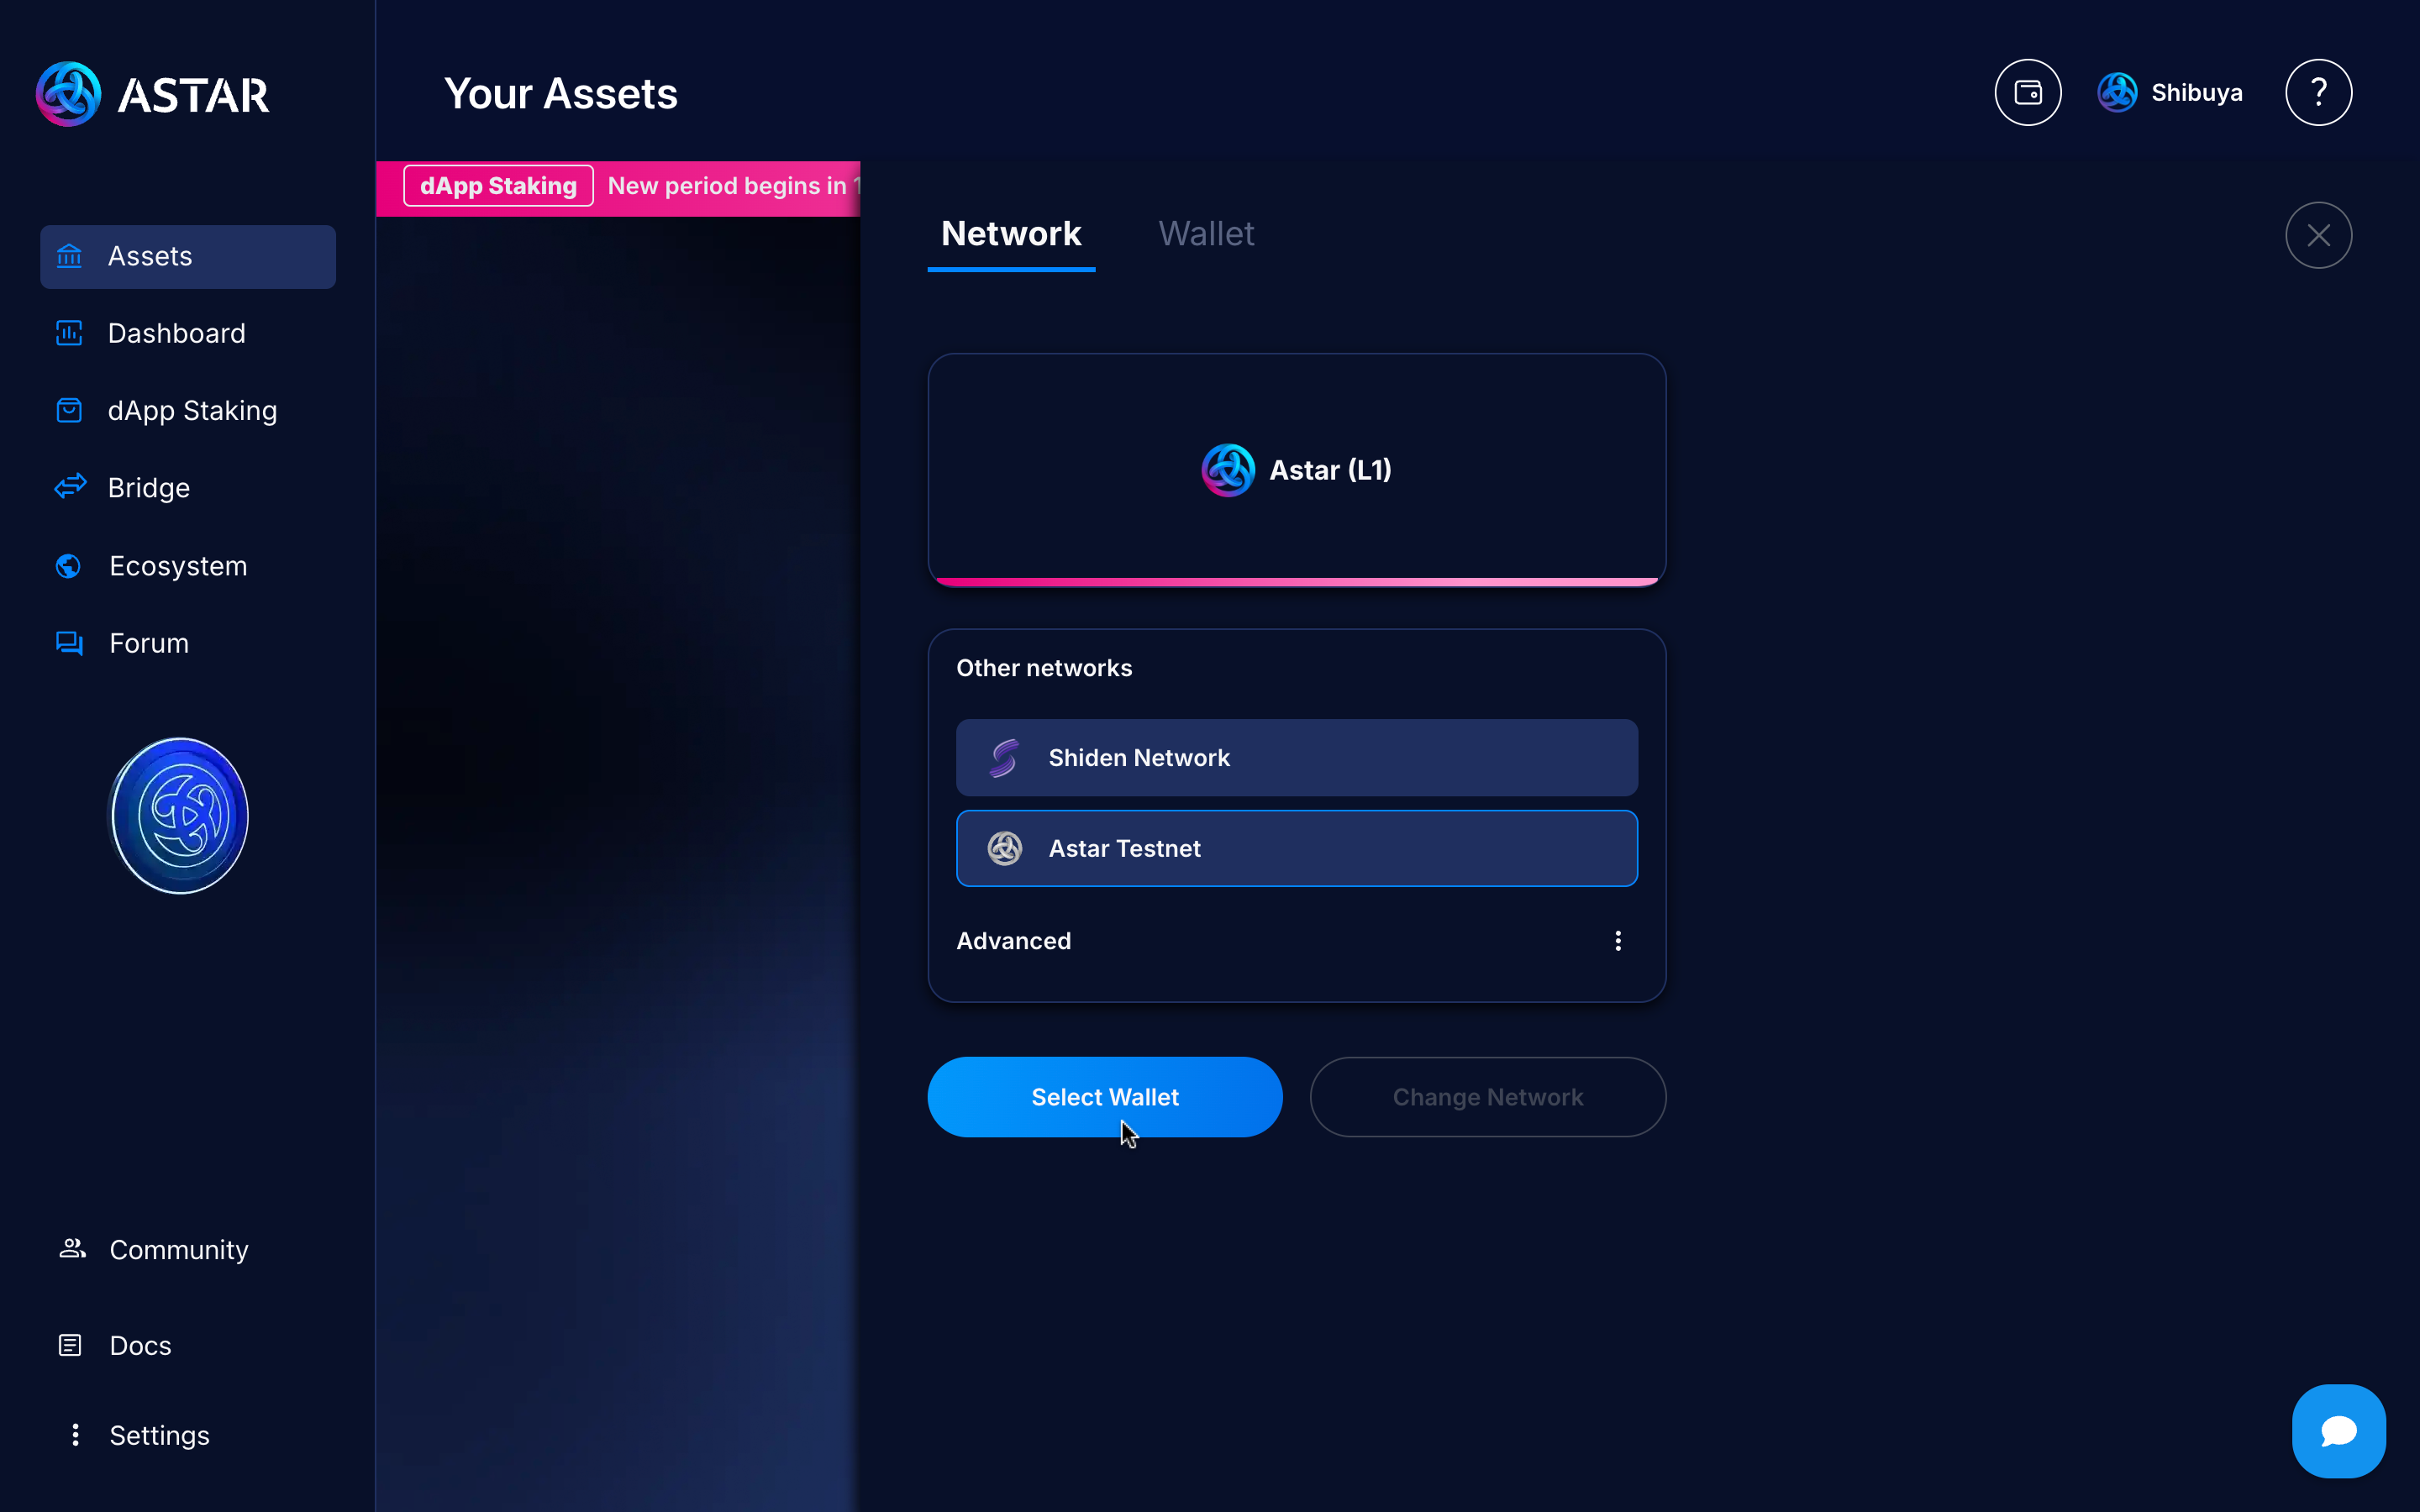 ASTAR
Your Assets
Shibuya
?
dApp Staking
New period begins in
Assets
Dashboard
dApp Staking
Bridge
Ecosystem
Forum
Community
Docs
Settings
Network
Wallet
Astar (L1)
Other networks
Shiden Network
Astar Testnet
Advanced
Select Wallet
Change Network